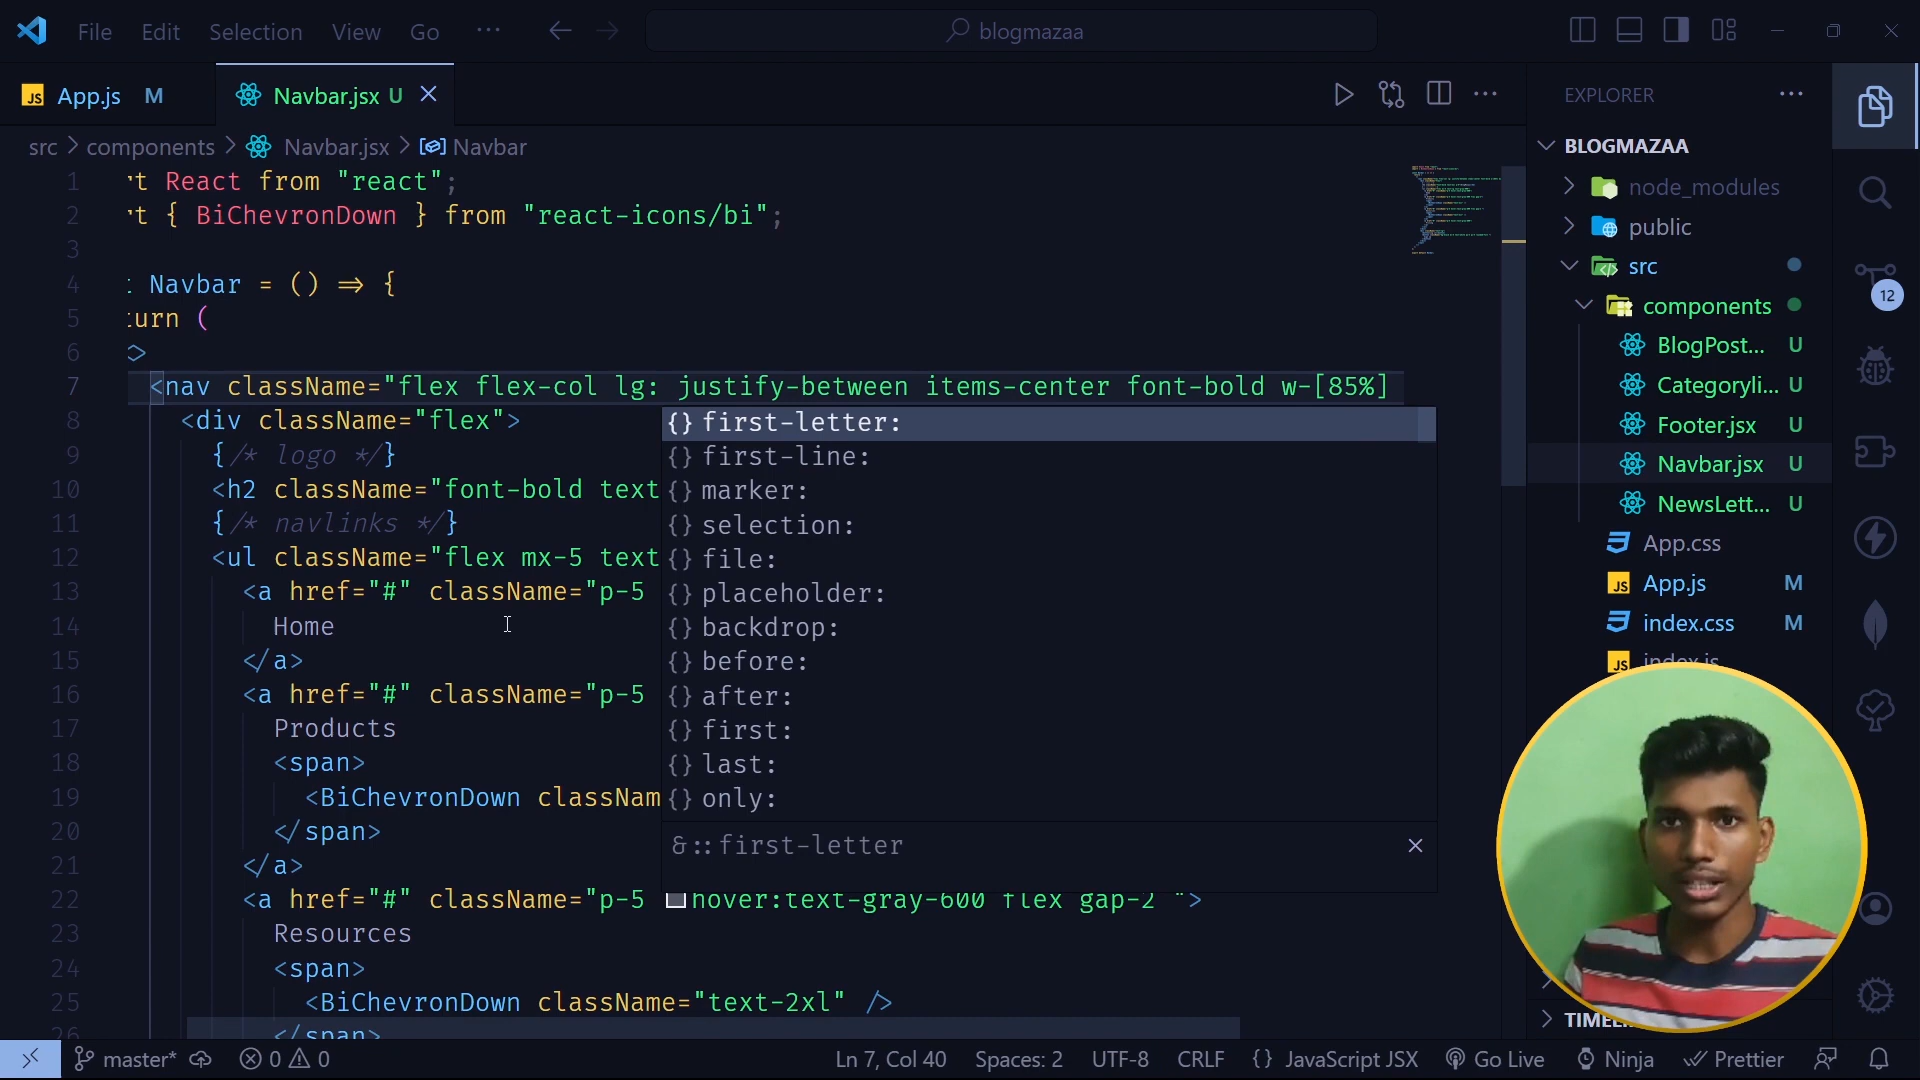 File Edit Selection View Go ··· blogmazaa
JS App.js M Navbar.jsx U
EXPLORER
src > components > Navbar.jsx > Navbar
BLOGMAZAA
1 't React from "react";
2 't { BiChevronDown } from "react-icons/bi";
3
4 : Navbar = () => {
5 :urn (
6 >
7 <nav className="flex flex-col lg: justify-between items-center font-bold w-[85%]
8 <div className="flex">
9 {/* logo */}
10 <h2 className="font-bold text
11 {/* navlinks */}
12 <ul className="flex mx-5 text
13 <a href="#" className="p-5
14 Home
15 </a>
16 <a href="#" className="p-5
17 Products
18 <span>
19 <BiChevronDown classNam
20 </span>
21 </a>
22 <a href="#" className="p-5 hover:text-gray-600 flex gap-2 ">
23 Resources
24 <span>
25 <BiChevronDown className="text-2xl" />
26 </span>
{} first-letter:
{} first-line:
{} marker:
{} selection:
{} file:
{} placeholder:
{} backdrop:
{} before:
{} after:
{} first:
{} last:
{} only:
&::first-letter
node_modules
public
src
components
BlogPost... U
Categoryli... U
Footer.jsx U
Navbar.jsx U
NewsLett... U
App.css
JS App.js M
index.css M
JS index.js
12
master* 0 0 Ln 7, Col 40 Spaces: 2 UTF-8 CRLF {} JavaScript JSX Go Live Ninja Prettier